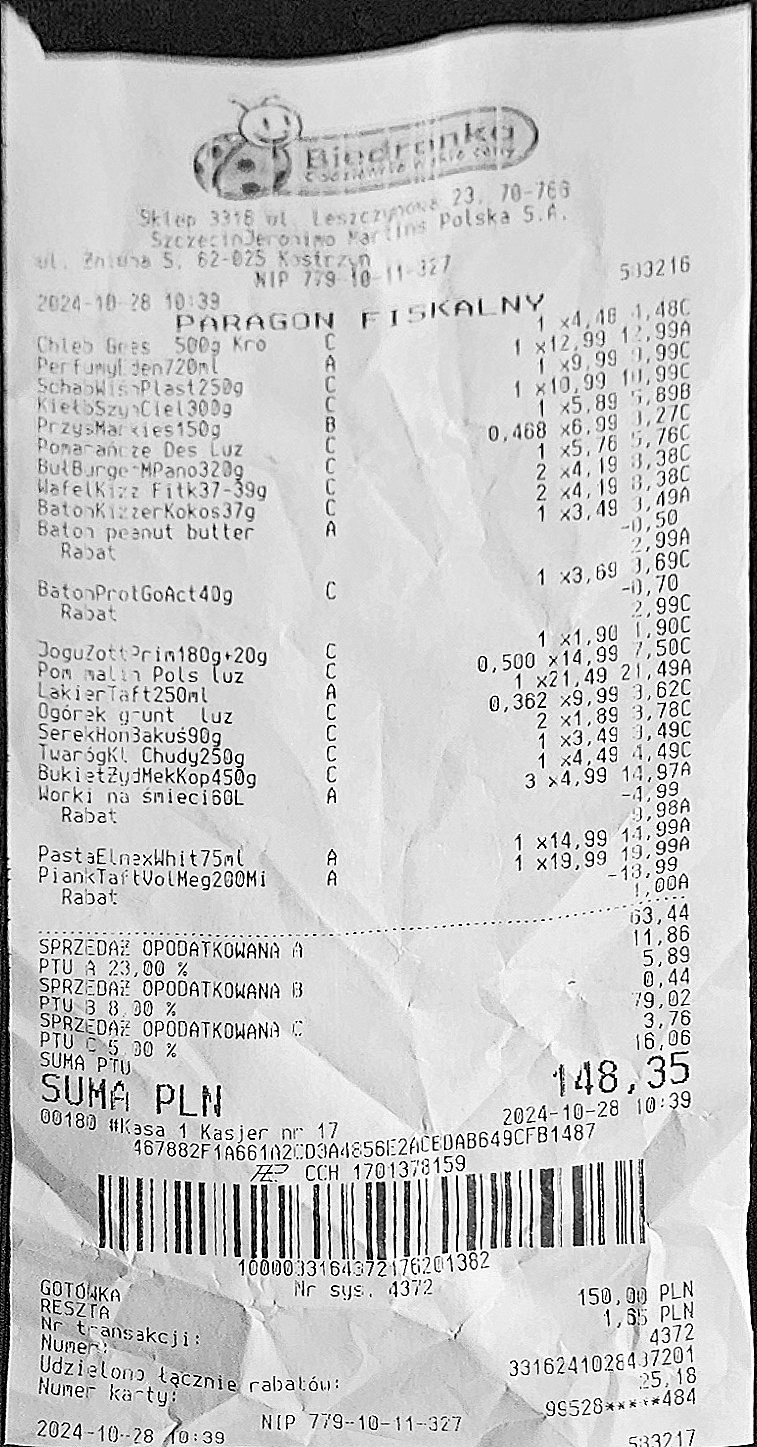 Biedronka
Codziennie niskie ceny
Sklep 3316 ul. Leszczynowa 23, 70-766
SzczecinJeronimo Martins Polska S.A.
ul. Żniwna 5, 62-025 Kostrzyn
NIP 779-10-11-327
2024-10-28 10:39 533216
PARAGON FISKALNY
Chleb 500g Kro C 1 x4,48 4,48C
720ml A 1 x12,99 12,99A
250g C 1 x9,99 9,99C
KiełbSzynCiel300g C 1 x10,99 10,99C
PrzysMarkies150g B 1 x5,89 5,89B
Pomarańcze Des Luz C 0,468 x6,99 3,27C
BułBurgerMPano320g C 1 x5,76 5,76C
WafelKizz Fitk37-39g C 2 x4,19 8,38C
BatonKizzerKokos37g C 2 x4,19 8,38C
Baton peanut butter A 1 x3,49 3,49A
Rabat -0,50
2,99A
BatonProtGoAct40g C 1 x3,69 3,69C
Rabat -0,70
2,99C
JoguZottPrim180g+20g C 1 x1,90 1,90C
Pom malin Pols luz C 0,500 x14,99 7,50C
LakierTaft250ml A 1 x21,49 21,49A
Ogórek grunt luz C 0,362 x9,99 3,62C
SerekHomBakuś90g C 2 x1,89 3,78C
TwarógKl Chudy250g C 1 x3,49 3,49C
BukietŻydMekKop450g C 1 x4,49 4,49C
Worki na śmieci60L A 3 x4,99 14,97A
Rabat -4,99
9,98A
PastaElmexWhit75ml A 1 x14,99 14,99A
PiankTaftVolMeg200Ml A 1 x19,99 19,99A
Rabat -18,99
1,00A
SPRZEDAŻ OPODATKOWANA A 63,44
PTU A 23,00 % 11,86
SPRZEDAŻ OPODATKOWANA B 5,89
PTU B 8,00 % 0,44
SPRZEDAŻ OPODATKOWANA C 79,02
PTU C 5,00 % 3,76
SUMA PTU 16,06
SUMA PLN 148,35
00180 #Kasa 1 Kasjer nr 17 2024-10-28 10:39
467882F1A661A2CD3A4856E2ACEDAB649CFB1487
CCH 1701378159
1000033164372176201382
Nr sys. 4372
GOTÓWKA 150,00 PLN
RESZTA 1,65 PLN
Nr transakcji: 4372
Numer: 3316241028437201
Udzielono łącznie rabatów: 25,18
Numer karty: 99528*****484
NIP 779-10-11-327
2024-10-28 10:39 533217